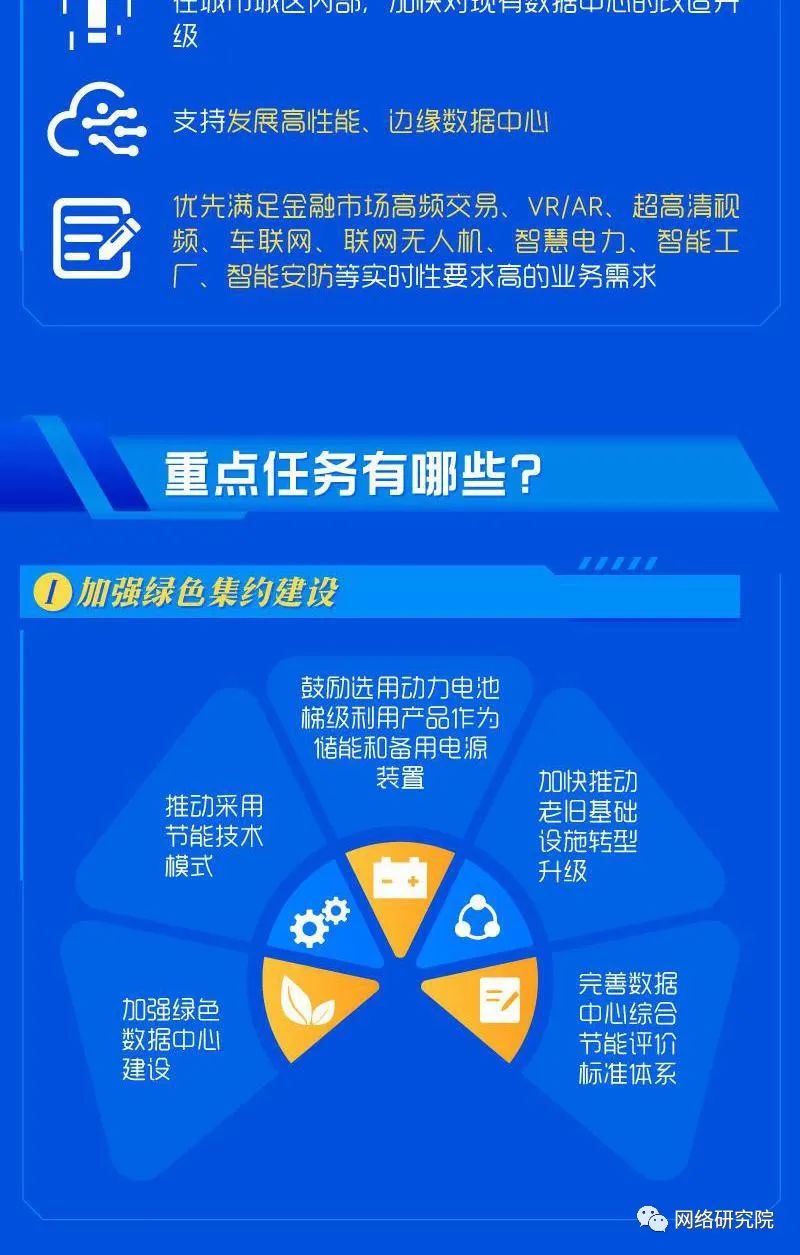 在城市城区内部，加快对现有数据中心的改造升
级
支持发展高性能、边缘数据中心
优先满足金融市场高频交易、VR/AR、超高清视
频、车联网、联网无人机、智慧电力、智能工
厂、智能安防等实时性要求高的业务需求
重点任务有哪些？
1 加强绿色集约建设
加强绿色
数据中心
建设
推动采用
节能技术
模式
鼓励选用动力电池
梯级利用产品作为
储能和备用电源
装置
加快推动
老旧基础
设施转型
升级
完善数据
中心综合
节能评价
标准体系
网络研究院